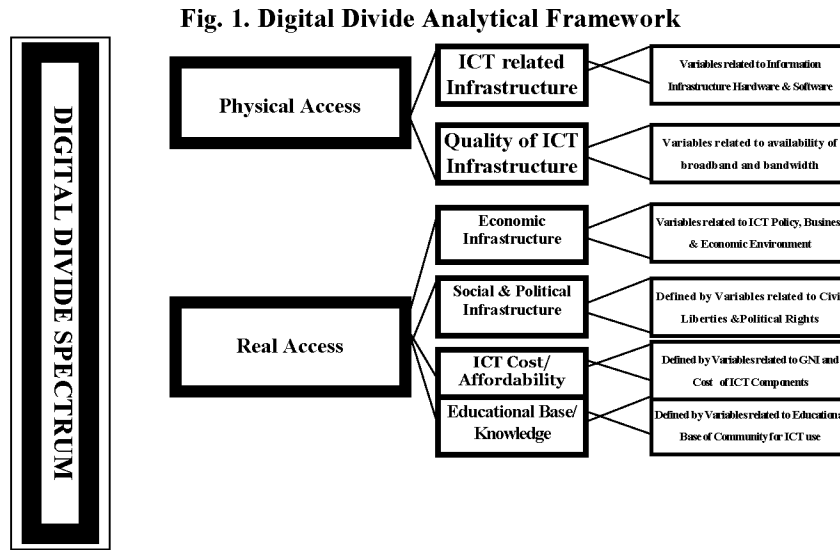 Fig. 1. Digital Divide Analytical Framework
DIGITAL DIVIDE SPECTRUM
Physical Access
ICT related
Infrastructure
Variables related to Information
Infrastructure Hardware & Software
Quality of ICT
Infrastructure
Variables related to availability of
broadband and bandwidth
Real Access
Economic
Infrastructure
Variables related to ICT Policy, Busines
& Economic Environment
Social & Political
Infrastructure
Defined by Variables related to Civi
Liberties &Political Rights
ICT Cost/
Affordability
Defined by Variables related to GNI and
Cost of ICT Components
Educational Base/
Knowledge
Defined by Variables related to Educationa
Base of Community for ICT use